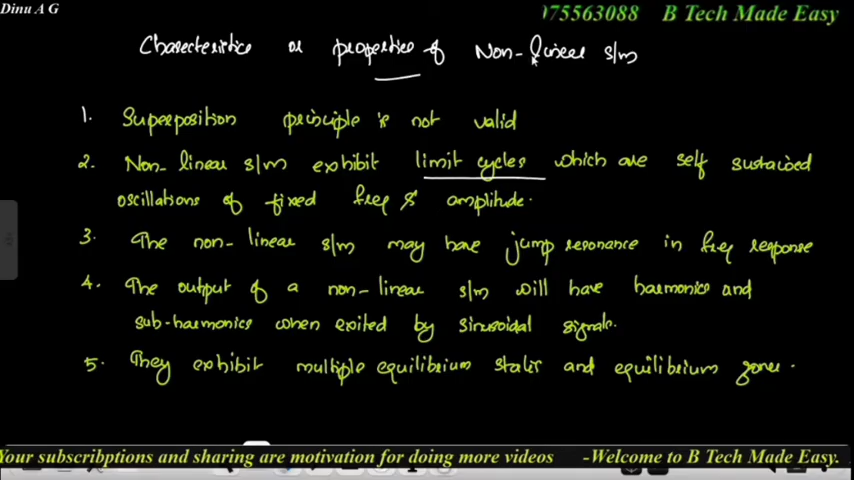 Dinu A G
975563088 B Tech Made Easy
Charecteristics or properties of Non-linear s/m
1. Superposition principle is not valid
2. Non-linear s/m exhibit limit cycles which are self sustained
oscillations of fixed freq & amplitude.
3. The non-linear s/m may have jump resonance in freq response
4. The output of a non-linear s/m will have harmonics and
sub-harmonics when exited by sinusoidal signals.
5. They exhibit multiple equilibrium states and equilibrium zones.
Your subscribptions and sharing are motivation for doing more videos -Welcome to B Tech Made Easy.